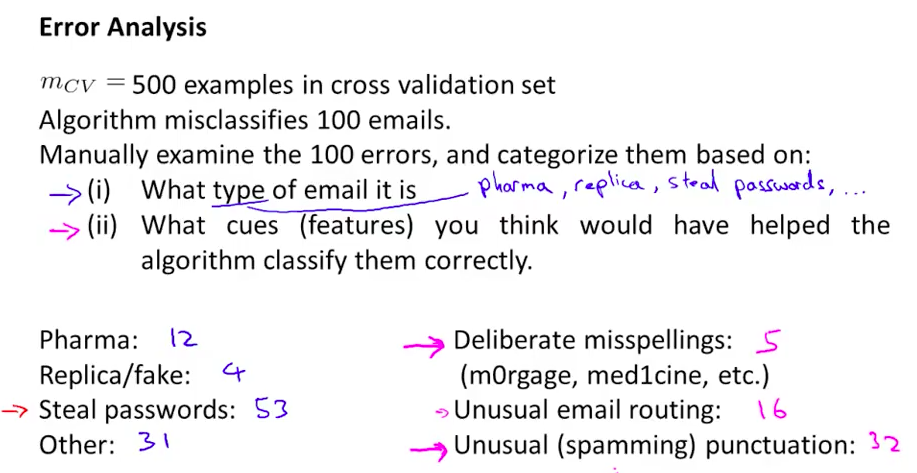 Error Analysis
m_CV = 500 examples in cross validation set
Algorithm misclassifies 100 emails.
Manually examine the 100 errors, and categorize them based on:
→ (i) What type of email it is pharma, replica, steal passwords, ...
→ (ii) What cues (features) you think would have helped the
algorithm classify them correctly.
Pharma: 12
Replica/fake: 4
→ Steal passwords: 53
Other: 31
→ Deliberate misspellings: 5
(m0rgage, med1cine, etc.)
→ Unusual email routing: 16
→ Unusual (spamming) punctuation: 32